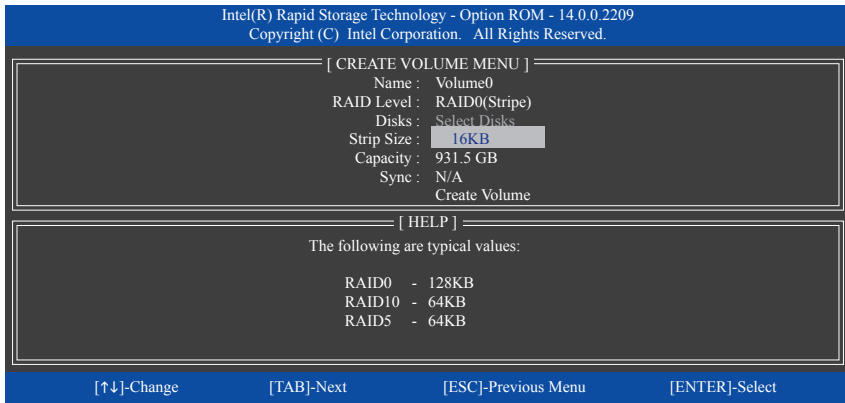 Intel(R) Rapid Storage Technology - Option ROM - 14.0.0.2209
Copyright (C) Intel Corporation. All Rights Reserved.
[ CREATE VOLUME MENU ]
Name : Volume0
RAID Level : RAID0(Stripe)
Disks : Select Disks
Strip Size : 16KB
Capacity : 931.5 GB
Sync : N/A
Create Volume
[ HELP ]
The following are typical values:
RAID0 - 128KB
RAID10 - 64KB
RAID5 - 64KB
[↑↓]-Change [TAB]-Next [ESC]-Previous Menu [ENTER]-Select